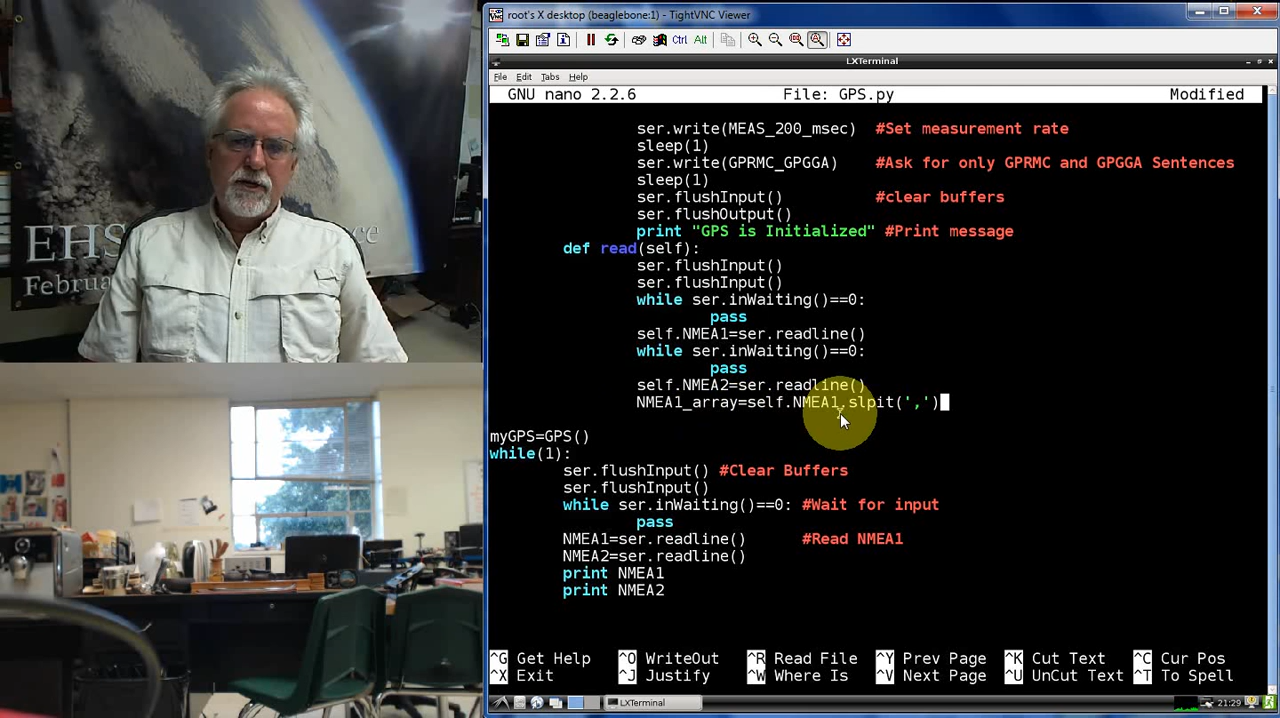 root's X desktop (beaglebone:1) - TightVNC Viewer
Ctrl Alt
LXTerminal
File Edit Tabs Help
GNU nano 2.2.6 File: GPS.py Modified
ser.write(MEAS_200_msec) #Set measurement rate
sleep(1)
ser.write(GPRMC_GPGGA) #Ask for only GPRMC and GPGGA Sentences
sleep(1)
ser.flushInput() #clear buffers
ser.flushOutput()
print "GPS is Initialized" #Print message
def read(self):
ser.flushInput()
ser.flushInput()
while ser.inWaiting()==0:
pass
self.NMEA1=ser.readline()
while ser.inWaiting()==0:
pass
self.NMEA2=ser.readline()
NMEA1_array=self.NMEA1.slpit(',')
myGPS=GPS()
while(1):
ser.flushInput() #Clear Buffers
ser.flushInput()
while ser.inWaiting()==0: #Wait for input
pass
NMEA1=ser.readline() #Read NMEA1
NMEA2=ser.readline()
print NMEA1
print NMEA2
^G Get Help ^O WriteOut ^R Read File ^Y Prev Page ^K Cut Text ^C Cur Pos
^X Exit ^J Justify ^W Where Is ^V Next Page ^U UnCut Text ^T To Spell
LXTerminal
21:29
EHS
Februa
ce